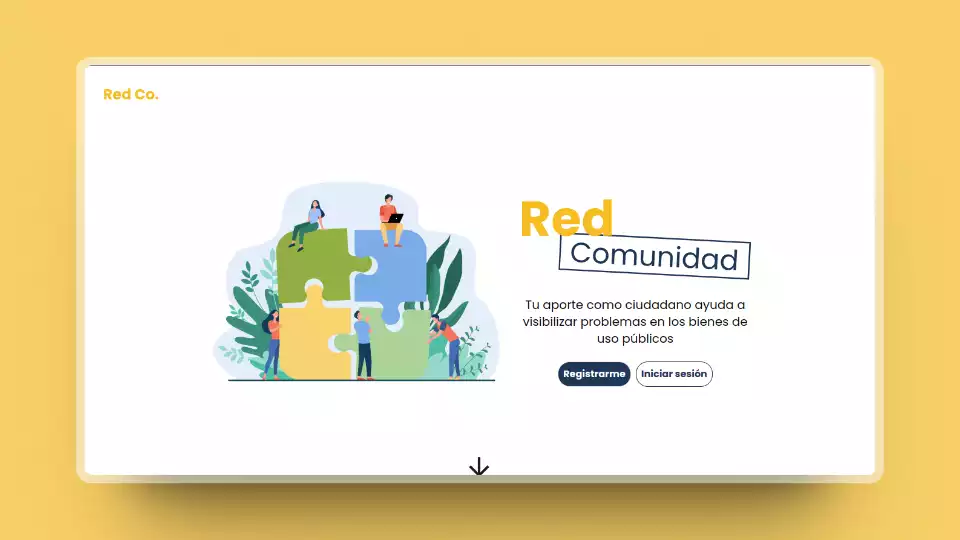 Red Co.
Red
Comunidad
Tu aporte como ciudadano ayuda a
visibilizar problemas en los bienes de
uso públicos
Registrarme
Iniciar sesión